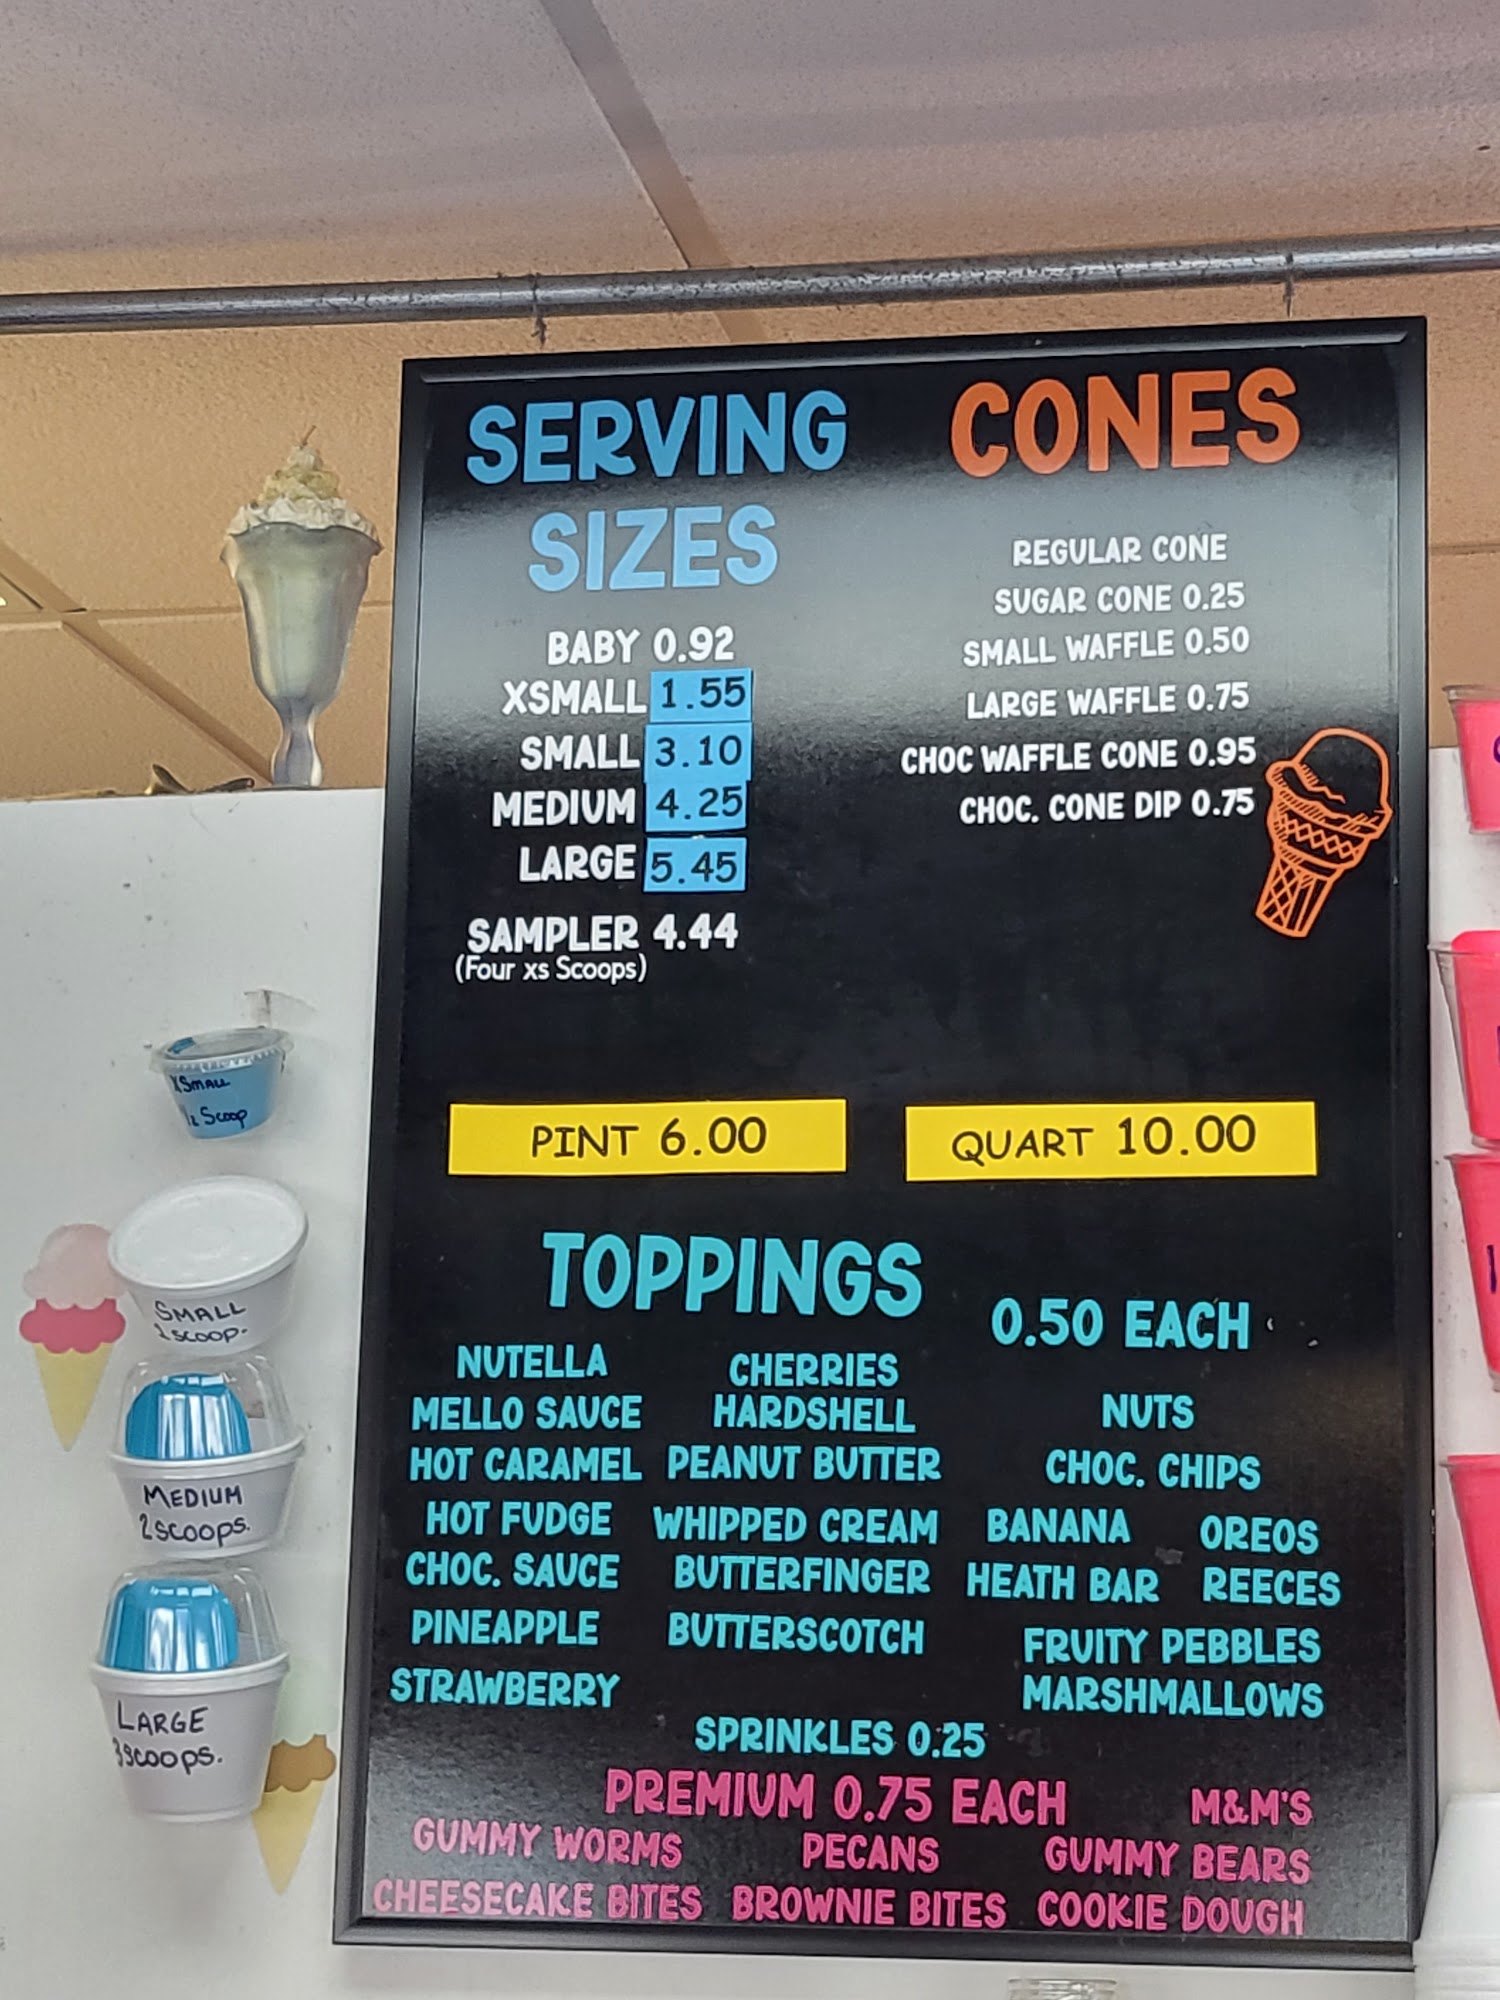 SERVING
SIZES
BABY 0.92
XSMALL 1.55
SMALL 3.10
MEDIUM 4.25
LARGE 5.45
SAMPLER 4.44
(Four xs Scoops)
CONES
REGULAR CONE
SUGAR CONE 0.25
SMALL WAFFLE 0.50
LARGE WAFFLE 0.75
CHOC WAFFLE CONE 0.95
CHOC. CONE DIP 0.75
PINT 6.00
QUART 10.00
TOPPINGS
0.50 EACH
NUTELLA
MELLO SAUCE
HOT CARAMEL
HOT FUDGE
CHOC. SAUCE
PINEAPPLE
STRAWBERRY
CHERRIES
HARDSHELL
PEANUT BUTTER
WHIPPED CREAM
BUTTERFINGER
BUTTERSCOTCH
NUTS
CHOC. CHIPS
BANANA OREOS
HEATH BAR REECES
FRUITY PEBBLES
MARSHMALLOWS
SPRINKLES 0.25
PREMIUM 0.75 EACH M&M'S
GUMMY WORMS PECANS GUMMY BEARS
CHEESECAKE BITES BROWNIE BITES COOKIE DOUGH
XSMALL
Scoop
SMALL
1 scoop.
MEDIUM
2 scoops.
LARGE
3 scoops.